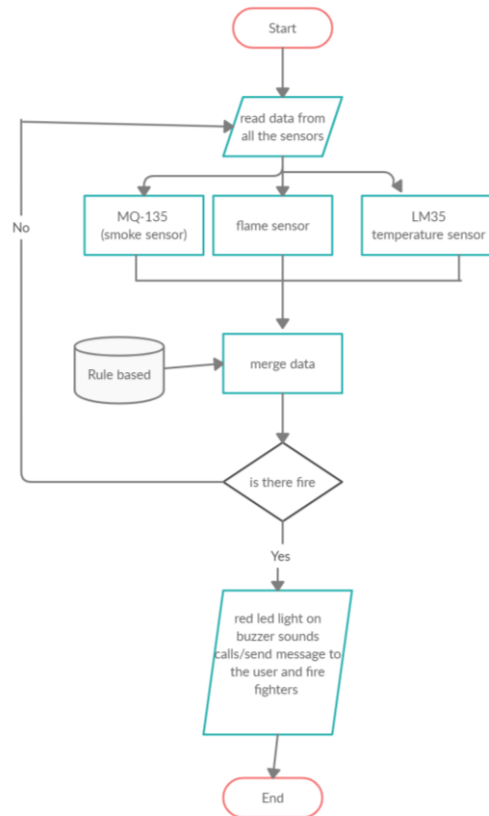 Start
read data from
all the sensors
No
MQ-135
(smoke sensor)
flame sensor
LM35
temperature sensor
Rule based
merge data
is there fire
Yes
red led light on
buzzer sounds
calls/send message to
the user and fire
fighters
End